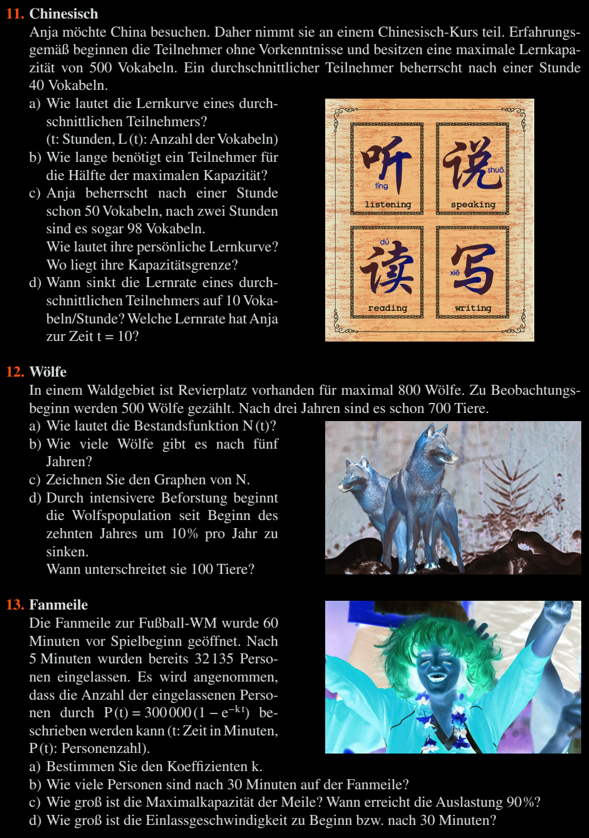 11. Chinesisch
Anja möchte China besuchen. Daher nimmt sie an einem Chinesisch-Kurs teil. Erfahrungs-
gemäß beginnen die Teilnehmer ohne Vorkenntnisse und besitzen eine maximale Lernkapa-
zität von 500 Vokabeln. Ein durchschnittlicher Teilnehmer beherrscht nach einer Stunde
40 Vokabeln.
a) Wie lautet die Lernkurve eines durch-
schnittlichen Teilnehmers?
(t: Stunden, L(t): Anzahl der Vokabeln)
b) Wie lange benötigt ein Teilnehmer für
die Hälfte der maximalen Kapazität?
c) Anja beherrscht nach einer Stunde
schon 50 Vokabeln, nach zwei Stunden
sind es sogar 98 Vokabeln.
Wie lautet ihre persönliche Lernkurve?
Wo liegt ihre Kapazitätsgrenze?
d) Wann sinkt die Lernrate eines durch-
schnittlichen Teilnehmers auf 10 Voka-
beln/Stunde? Welche Lernrate hat Anja
zur Zeit t = 10?
听 tīng listening
说 shuō speaking
读 dú reading
写 xiě writing
12. Wölfe
In einem Waldgebiet ist Revierplatz vorhanden für maximal 800 Wölfe. Zu Beobachtungs-
beginn werden 500 Wölfe gezählt. Nach drei Jahren sind es schon 700 Tiere.
a) Wie lautet die Bestandsfunktion N(t)?
b) Wie viele Wölfe gibt es nach fünf
Jahren?
c) Zeichnen Sie den Graphen von N.
d) Durch intensivere Beforstung beginnt
die Wolfspopulation seit Beginn des
zehnten Jahres um 10% pro Jahr zu
sinken.
Wann unterschreitet sie 100 Tiere?
13. Fanmeile
Die Fanmeile zur Fußball-WM wurde 60
Minuten vor Spielbeginn geöffnet. Nach
5 Minuten wurden bereits 32135 Perso-
nen eingelassen. Es wird angenommen,
dass die Anzahl der eingelassenen Perso-
nen durch P(t) = 300000(1 − e^−kt) be-
schrieben werden kann (t: Zeit in Minuten,
P(t): Personenzahl).
a) Bestimmen Sie den Koeffizienten k.
b) Wie viele Personen sind nach 30 Minuten auf der Fanmeile?
c) Wie groß ist die Maximalkapazität der Meile? Wann erreicht die Auslastung 90%?
d) Wie groß ist die Einlassgeschwindigkeit zu Beginn bzw. nach 30 Minuten?